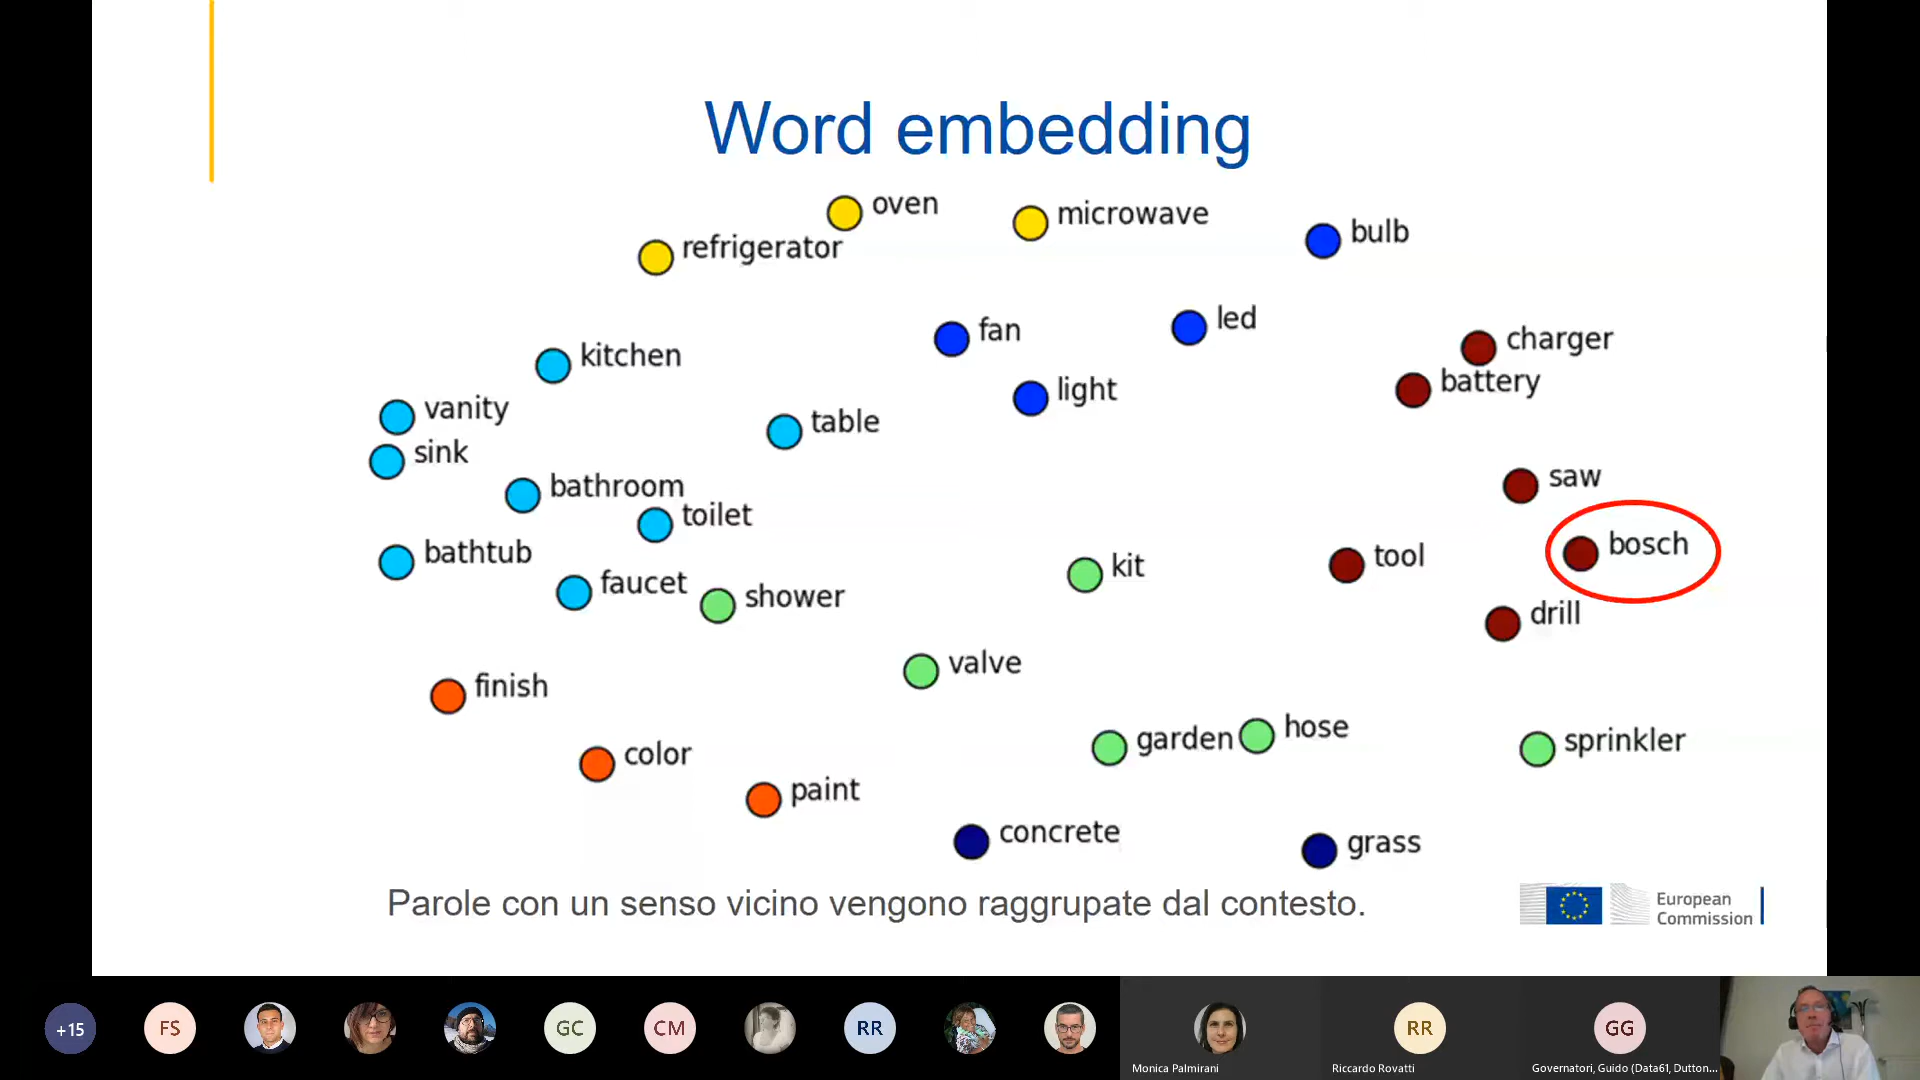 Word embedding
oven
microwave
bulb
refrigerator
led
fan
charger
kitchen
battery
light
vanity
table
sink
saw
bathroom
toilet
bosch
bathtub
kit
tool
faucet
shower
drill
valve
finish
hose
garden
sprinkler
color
paint
concrete
grass
Parole con un senso vicino vengono raggrupate dal contesto.
European
Commission
+15
FS
GC
CM
RR
RR
GG
Monica Palmirani
Riccardo Rovatti
Governatori, Guido (Data61, Dutton...